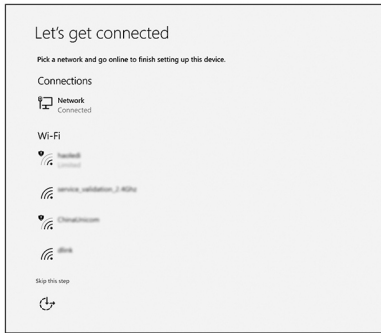 Let's get connected
Pick a network and go online to finish setting up this device.
Connections
Network
Connected
Wi-Fi
Limited
service_validation_2.4Ghz
ChinaUnicom
dlink
Skip this step